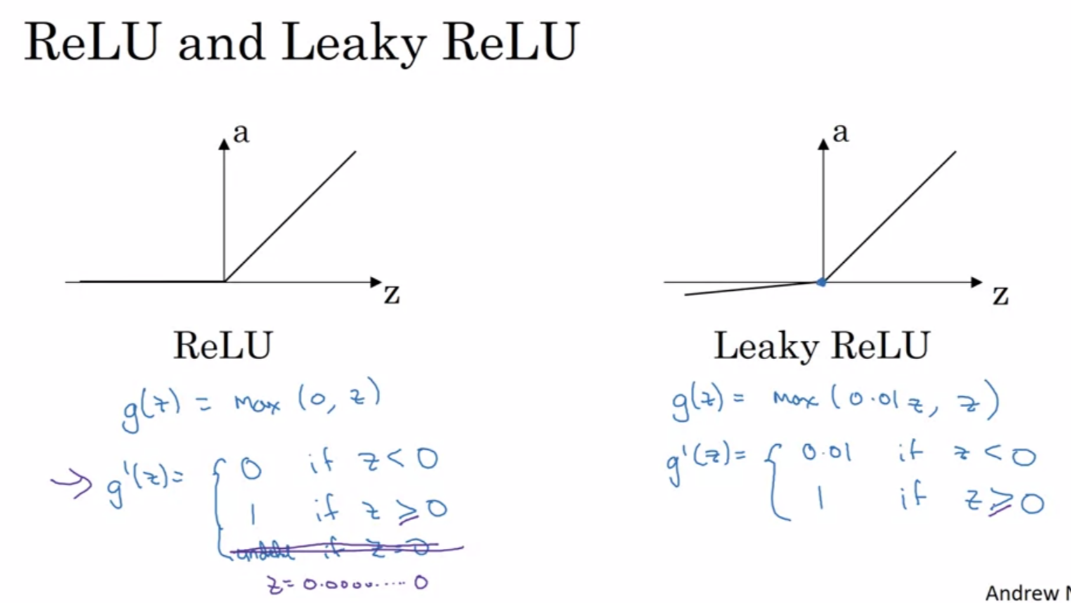 ReLU and Leaky ReLU
a
z
ReLU
g(z) = max (0, z)
g'(z)= { 0 if z < 0
1 if z ≥ 0
if z=0
z = 0.0000.....0
a
z
Leaky ReLU
g(z) = max (0.01z, z)
g'(z)= { 0.01 if z < 0
1 if z ≥ 0
Andrew N